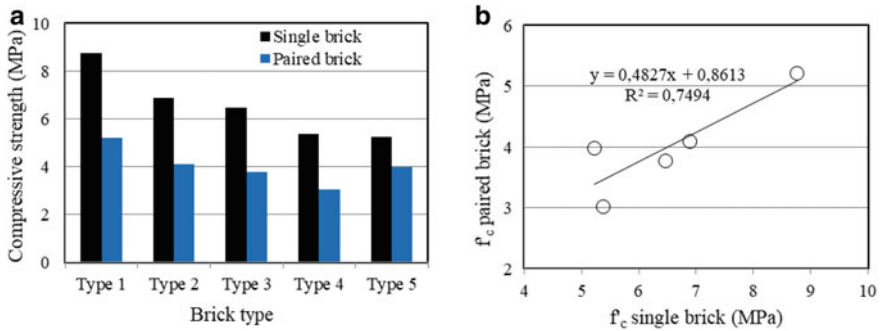 a
10
8
6
4
2
0
Compressive strength (MPa)
Single brick
Paired brick
Type 1 Type 2 Type 3 Type 4 Type 5
Brick type
b
6
5
4
3
2
f'c paired brick (MPa)
y = 0,4827x + 0,8613
R² = 0,7494
4 5 6 7 8 9 10
f'c single brick (MPa)